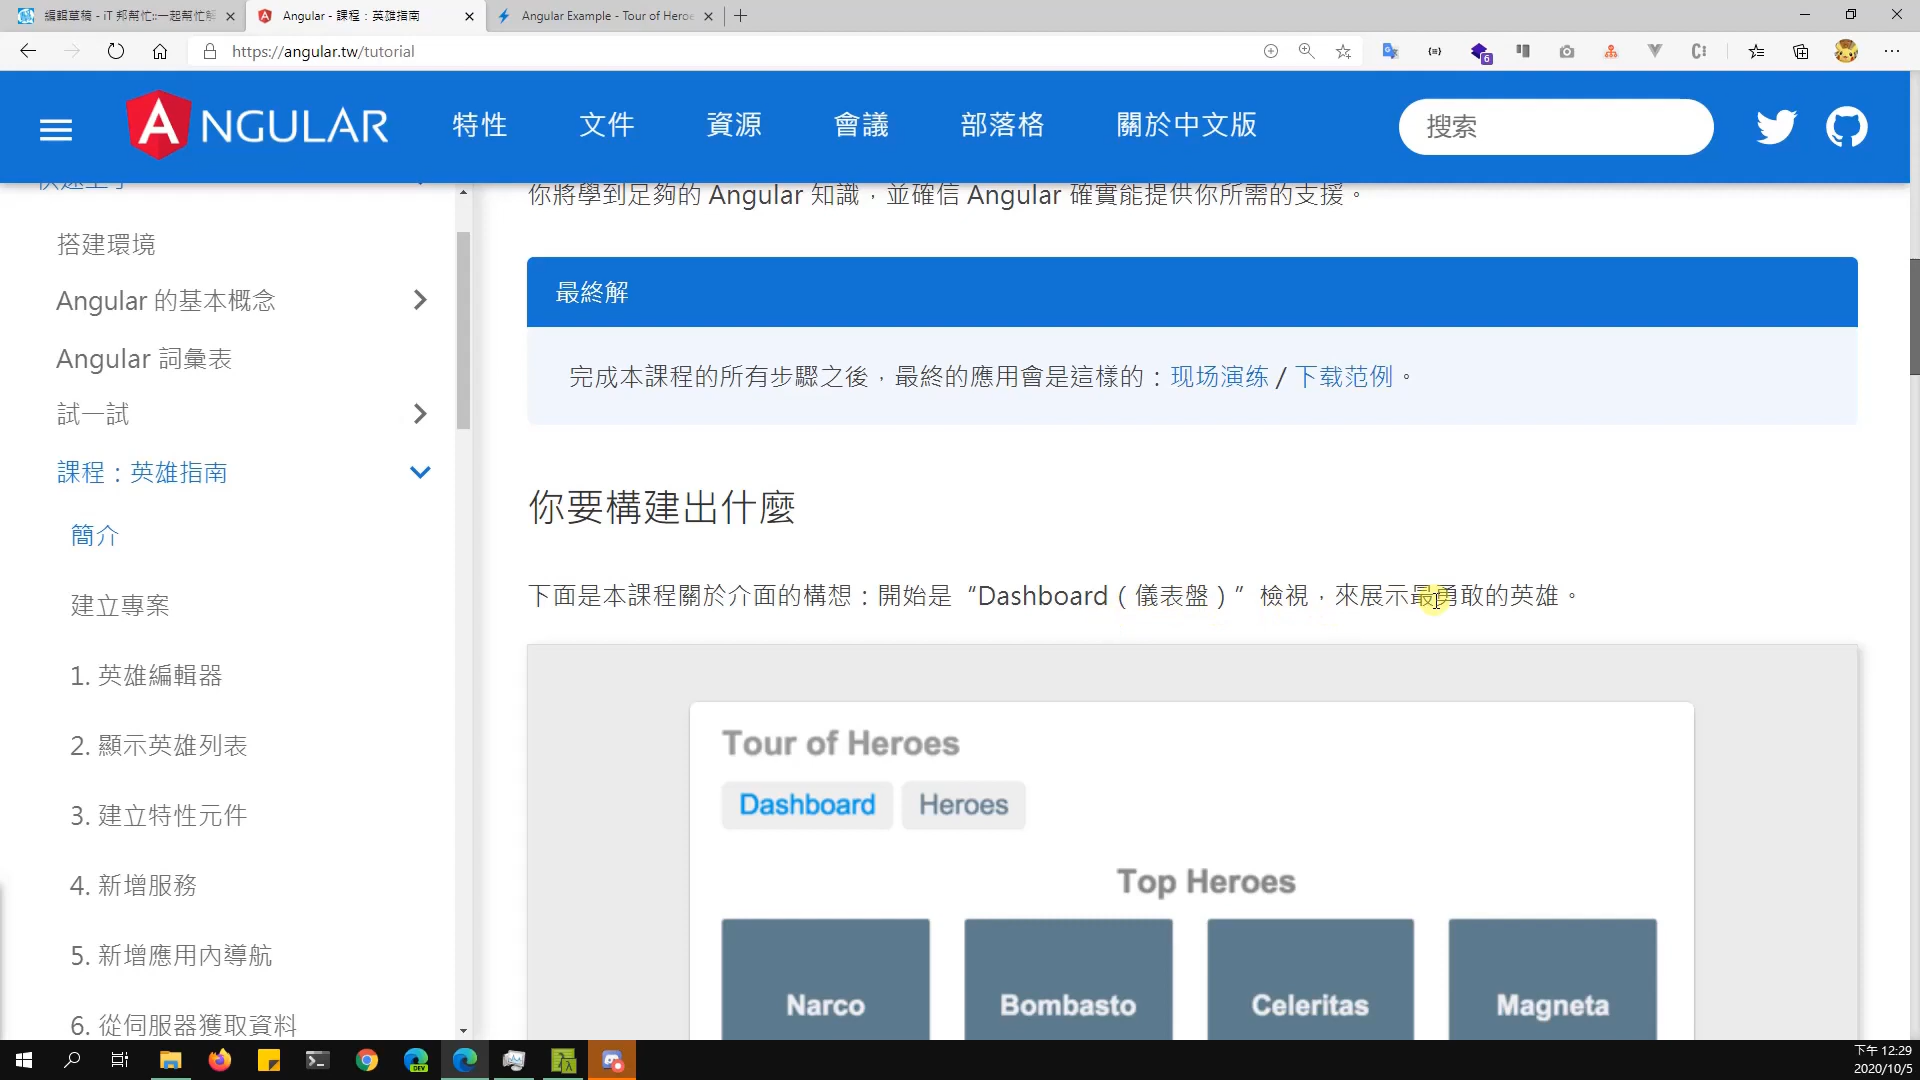 編輯草稿 - iT 邦幫忙::一起幫忙解
Angular - 課程：英雄指南
Angular Example - Tour of Heroe
https://angular.tw/tutorial
6
DEV
ANGULAR
特性
文件
資源
會議
部落格
關於中文版
搜索
快速上手
搭建環境
Angular 的基本概念
Angular 詞彙表
試一試
課程：英雄指南
簡介
建立專案
1. 英雄編輯器
2. 顯示英雄列表
3. 建立特性元件
4. 新增服務
5. 新增應用內導航
6. 從伺服器獲取資料
你將學到足夠的 Angular 知識，並確信 Angular 確實能提供你所需的支援。
最終解
完成本課程的所有步驟之後，最終的應用會是這樣的：现场演练 / 下载范例。
你要構建出什麼
下面是本課程關於介面的構想：開始是“Dashboard（儀表盤）”檢視，來展示最勇敢的英雄。
Tour of Heroes
Dashboard
Heroes
Top Heroes
Narco
Bombasto
Celeritas
Magneta
下午 12:29
2020/10/5